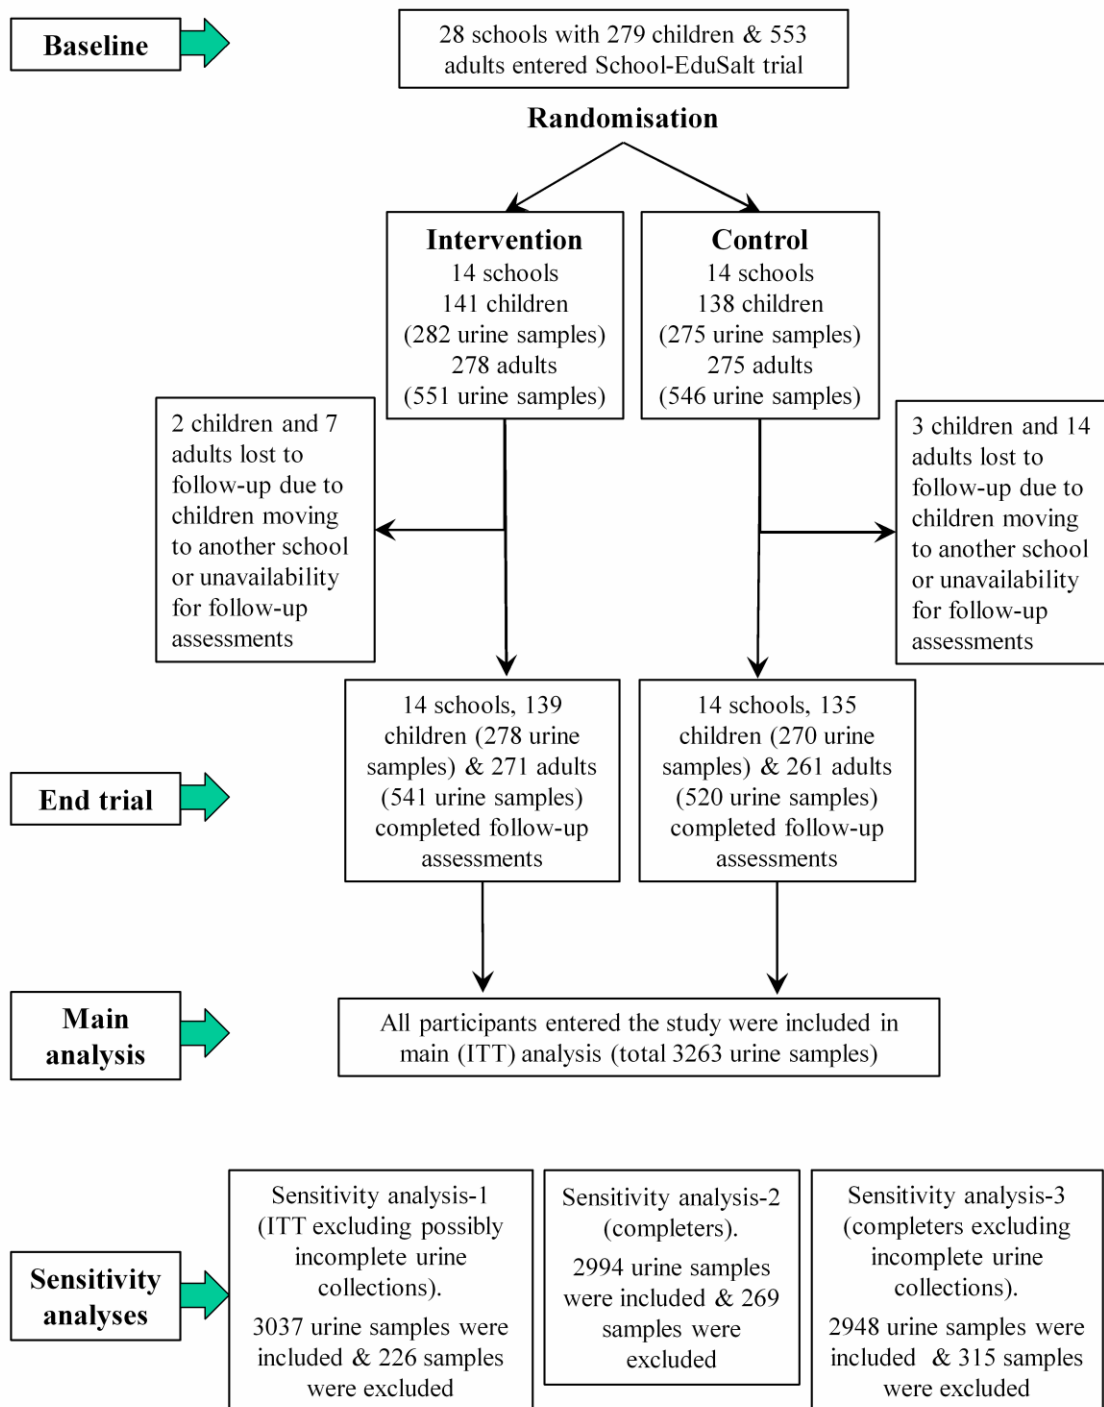 Baseline
28 schools with 279 children & 553
adults entered School-EduSalt trial
Randomisation
Intervention
14 schools
141 children
(282 urine samples)
278 adults
(551 urine samples)
Control
14 schools
138 children
(275 urine samples)
275 adults
(546 urine samples)
2 children and 7
adults lost to
follow-up due to
children moving
to another school
or unavailability
for follow-up
assessments
3 children and 14
adults lost to
follow-up due to
children moving
to another school
or unavailability
for follow-up
assessments
End trial
14 schools, 139
children (278 urine
samples) & 271 adults
(541 urine samples)
completed follow-up
assessments
14 schools, 135
children (270 urine
samples) & 261 adults
(520 urine samples)
completed follow-up
assessments
Main
analysis
All participants entered the study were included in
main (ITT) analysis (total 3263 urine samples)
Sensitivity
analyses
Sensitivity analysis-1
(ITT excluding possibly
incomplete urine
collections).
3037 urine samples were
included & 226 samples
were excluded
Sensitivity analysis-2
(completers).
2994 urine samples
were included & 269
samples were
excluded
Sensitivity analysis-3
(completers excluding
incomplete urine
collections).
2948 urine samples were
included & 315 samples
were excluded